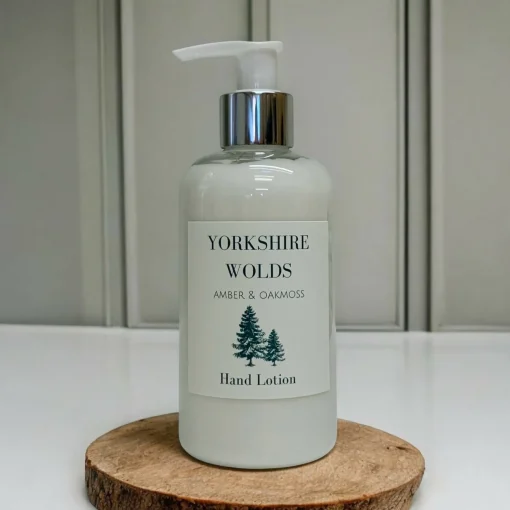 YORKSHIRE
WOLDS
AMBER & OAKMOSS
Hand Lotion